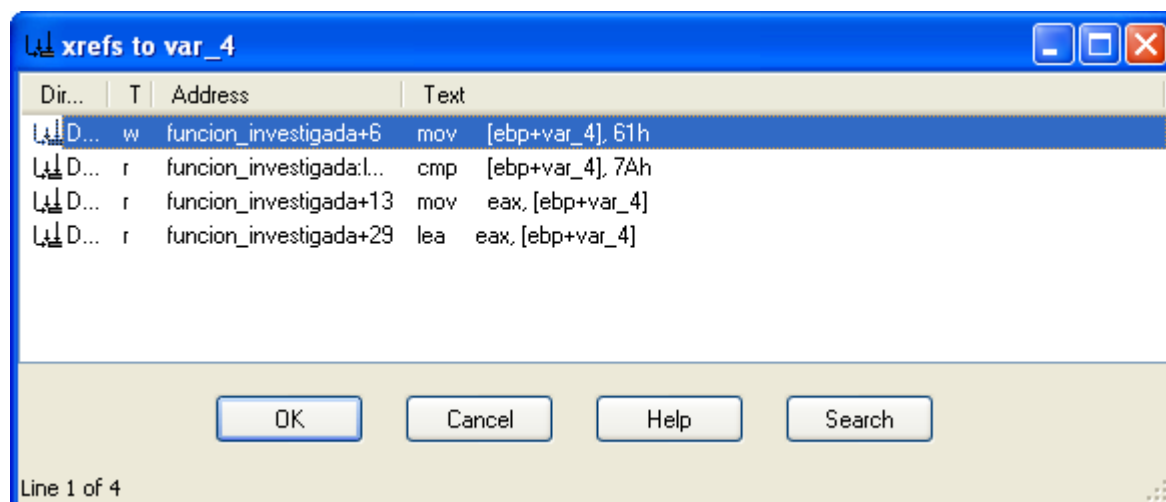 xrefs to var_4
Dir... T Address Text
D... w funcion_investigada+6 mov [ebp+var_4], 61h
D... r funcion_investigada:l... cmp [ebp+var_4], 7Ah
D... r funcion_investigada+13 mov eax, [ebp+var_4]
D... r funcion_investigada+29 lea eax, [ebp+var_4]
OK Cancel Help Search
Line 1 of 4